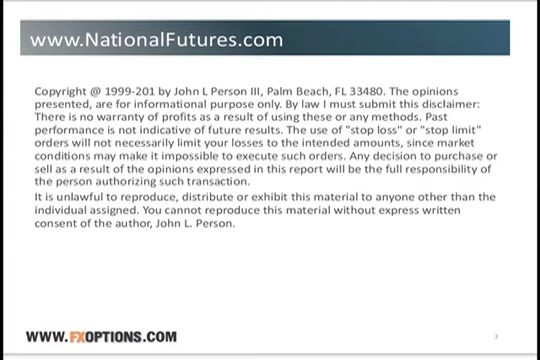 www.NationalFutures.com
Copyright @ 1999-201 by John L Person III, Palm Beach, FL 33480. The opinions
presented, are for informational purpose only. By law I must submit this disclaimer:
There is no warranty of profits as a result of using these or any methods. Past
performance is not indicative of future results. The use of "stop loss" or "stop limit"
orders will not necessarily limit your losses to the intended amounts, since market
conditions may make it impossible to execute such orders. Any decision to purchase or
sell as a result of the opinions expressed in this report will be the full responsibility of
the person authorizing such transaction.
It is unlawful to reproduce, distribute or exhibit this material to anyone other than the
individual assigned. You cannot reproduce this material without express written
consent of the author, John L. Person.
WWW.FXOPTIONS.COM
3